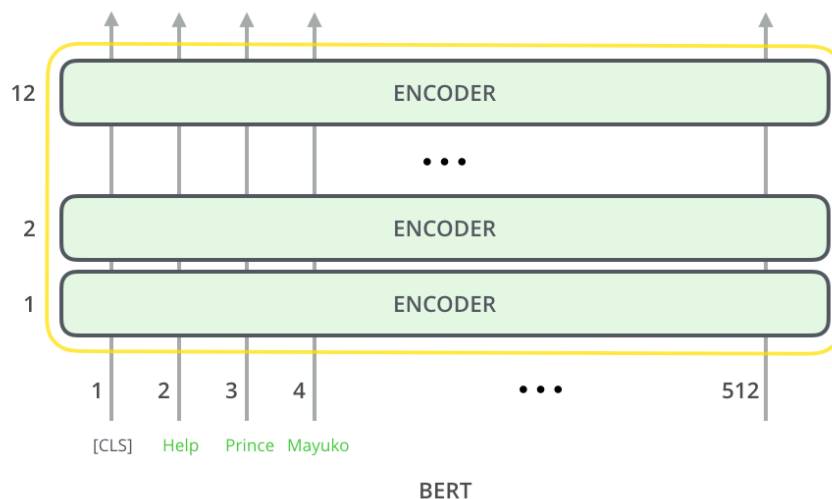 12 ENCODER
...
2 ENCODER
1 ENCODER
1 2 3 4 ... 512
[CLS] Help Prince Mayuko
BERT